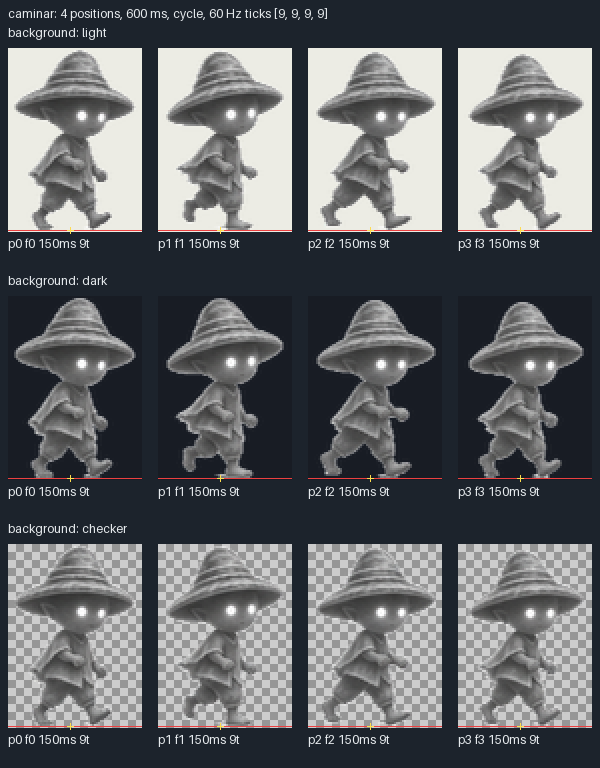 caminar: 4 positions, 600 ms, cycle, 60 Hz ticks [9, 9, 9, 9]
background: light
p0 f0 150ms 9t
p1 f1 150ms 9t
p2 f2 150ms 9t
p3 f3 150ms 9t
background: dark
p0 f0 150ms 9t
p1 f1 150ms 9t
p2 f2 150ms 9t
p3 f3 150ms 9t
background: checker
p0 f0 150ms 9t
p1 f1 150ms 9t
p2 f2 150ms 9t
p3 f3 150ms 9t